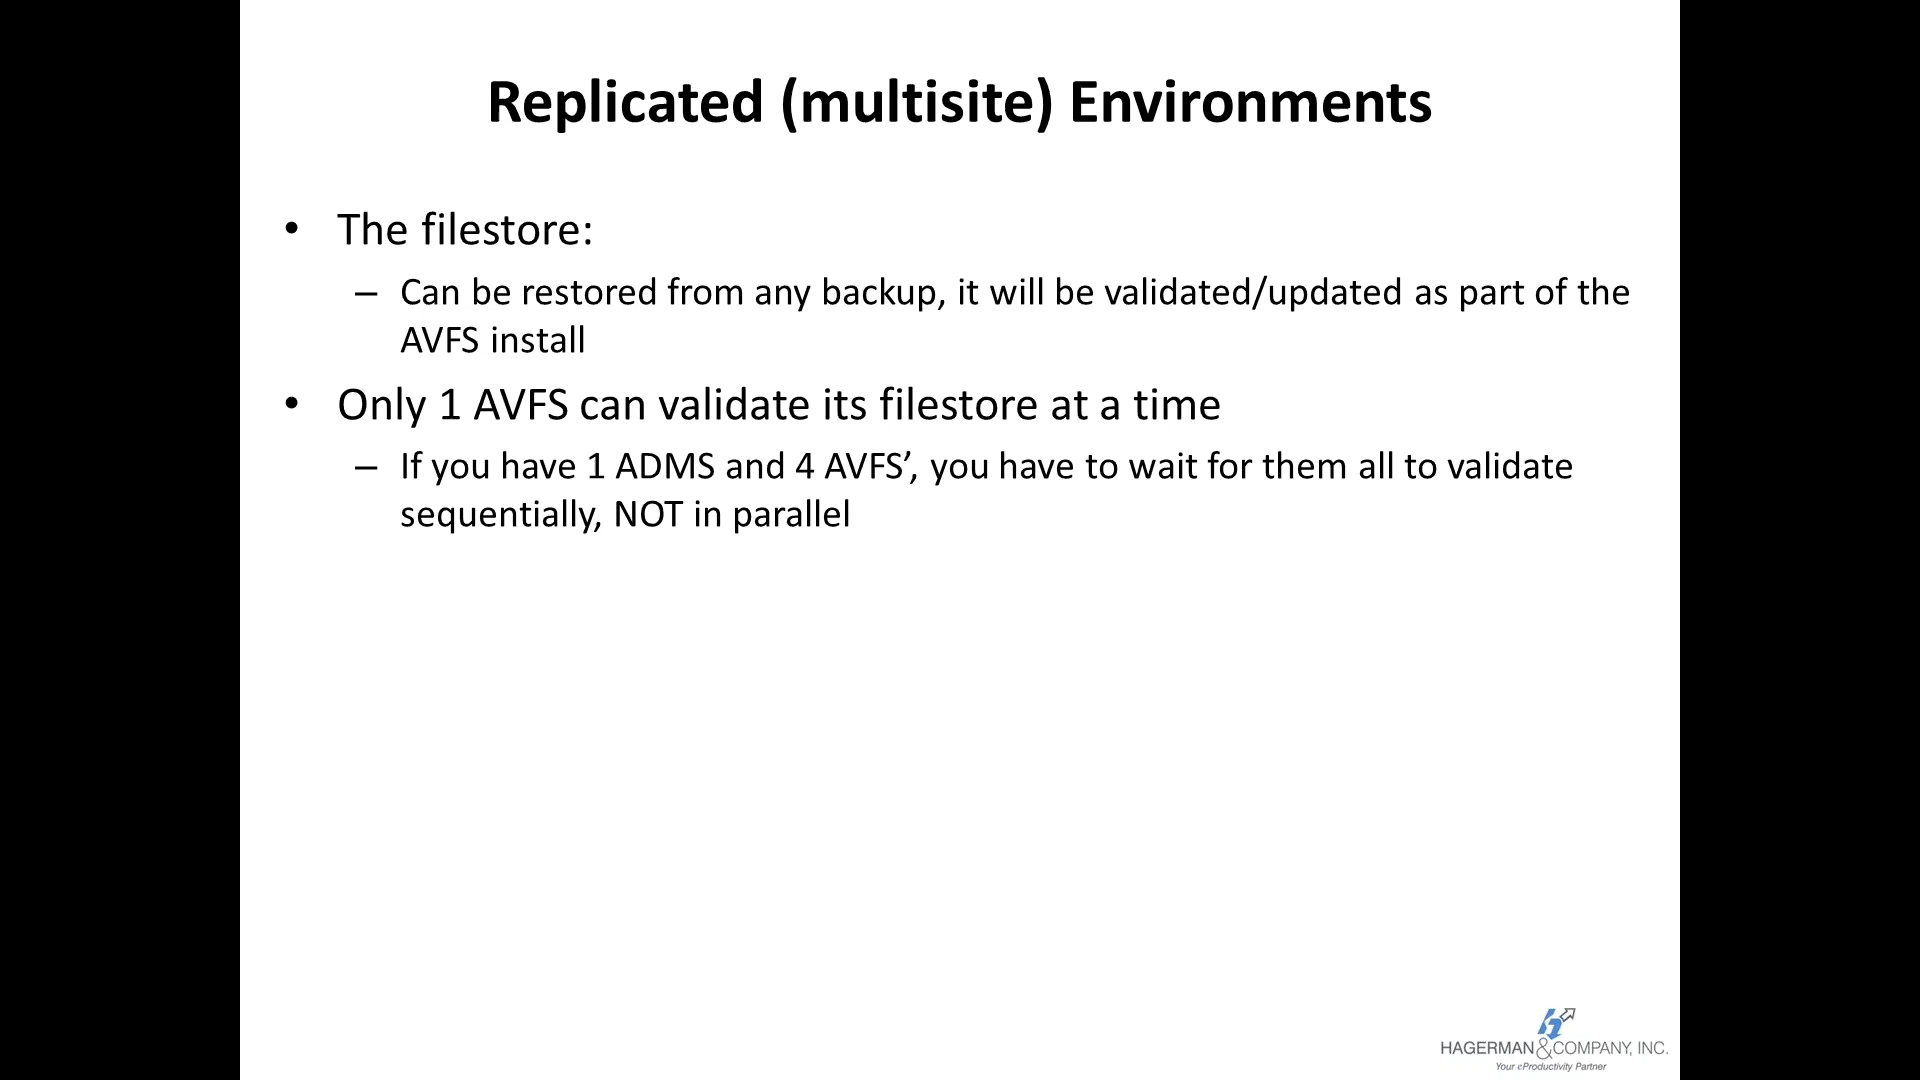 Replicated (multisite) Environments
• The filestore:
– Can be restored from any backup, it will be validated/updated as part of the
AVFS install
• Only 1 AVFS can validate its filestore at a time
– If you have 1 ADMS and 4 AVFS’, you have to wait for them all to validate
sequentially, NOT in parallel
HAGERMAN&COMPANY, INC.
Your eProductivity Partner